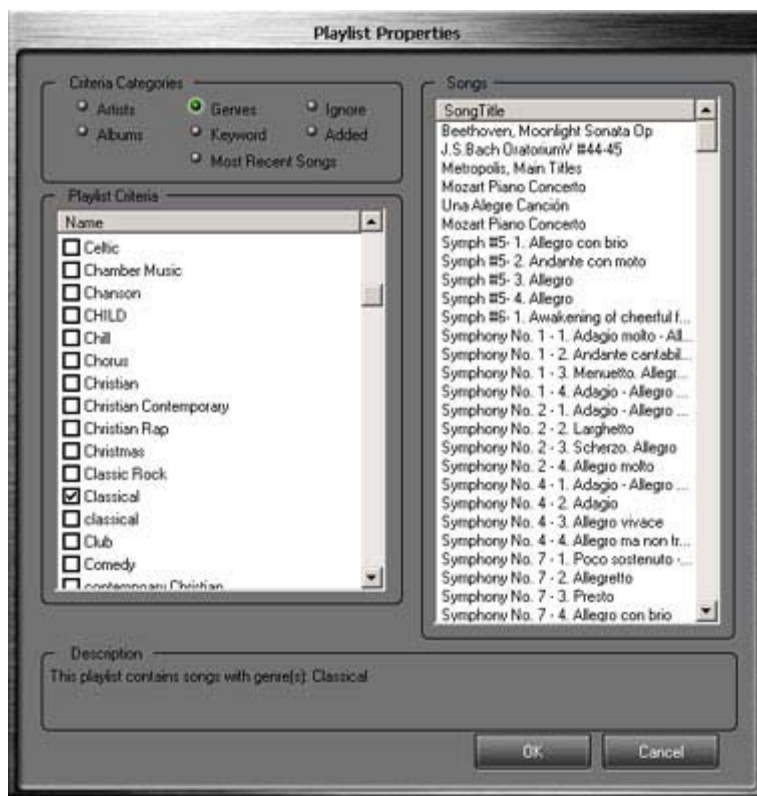 Playlist Properties
Criteria Categories
Artists
Genres
Ignore
Albums
Keyword
Added
Most Recent Songs
Playlist Criteria
Name
Celtic
Chamber Music
Chanson
CHILD
Chill
Chorus
Christian
Christian Contemporary
Christian Rap
Christmas
Classic Rock
Classical
classical
Club
Comedy
contemporary Christian
Songs
SongTitle
Beethoven, Moonlight Sonata Op
J.S.Bach OratoriumV #44-45
Metropolis, Main Titles
Mozart Piano Concerto
Una Alegre Canción
Mozart Piano Concerto
Symph #5- 1. Allegro con brio
Symph #5- 2. Andante con moto
Symph #5- 3. Allegro
Symph #5- 4. Allegro
Symph #6- 1. Awakening of cheerful f...
Symphony No. 1 - 1. Adagio molto - All...
Symphony No. 1 - 2. Andante cantabil...
Symphony No. 1 - 3. Menuetto. Allegr...
Symphony No. 1 - 4. Adagio - Allegro ...
Symphony No. 2 - 1. Adagio - Allegro ...
Symphony No. 2 - 2. Larghetto
Symphony No. 2 - 3. Scherzo. Allegro
Symphony No. 2 - 4. Allegro molto
Symphony No. 4 - 1. Adagio - Allegro ...
Symphony No. 4 - 2. Adagio
Symphony No. 4 - 3. Allegro vivace
Symphony No. 4 - 4. Allegro ma non tr...
Symphony No. 7 - 1. Poco sostenuto -...
Symphony No. 7 - 2. Allegretto
Symphony No. 7 - 3. Presto
Symphony No. 7 - 4. Allegro con brio
Description
This playlist contains songs with genre(s): Classical
OK
Cancel